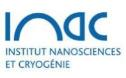 inac
INSTITUT NANOSCIENCES
ET CRYOGÉNIE